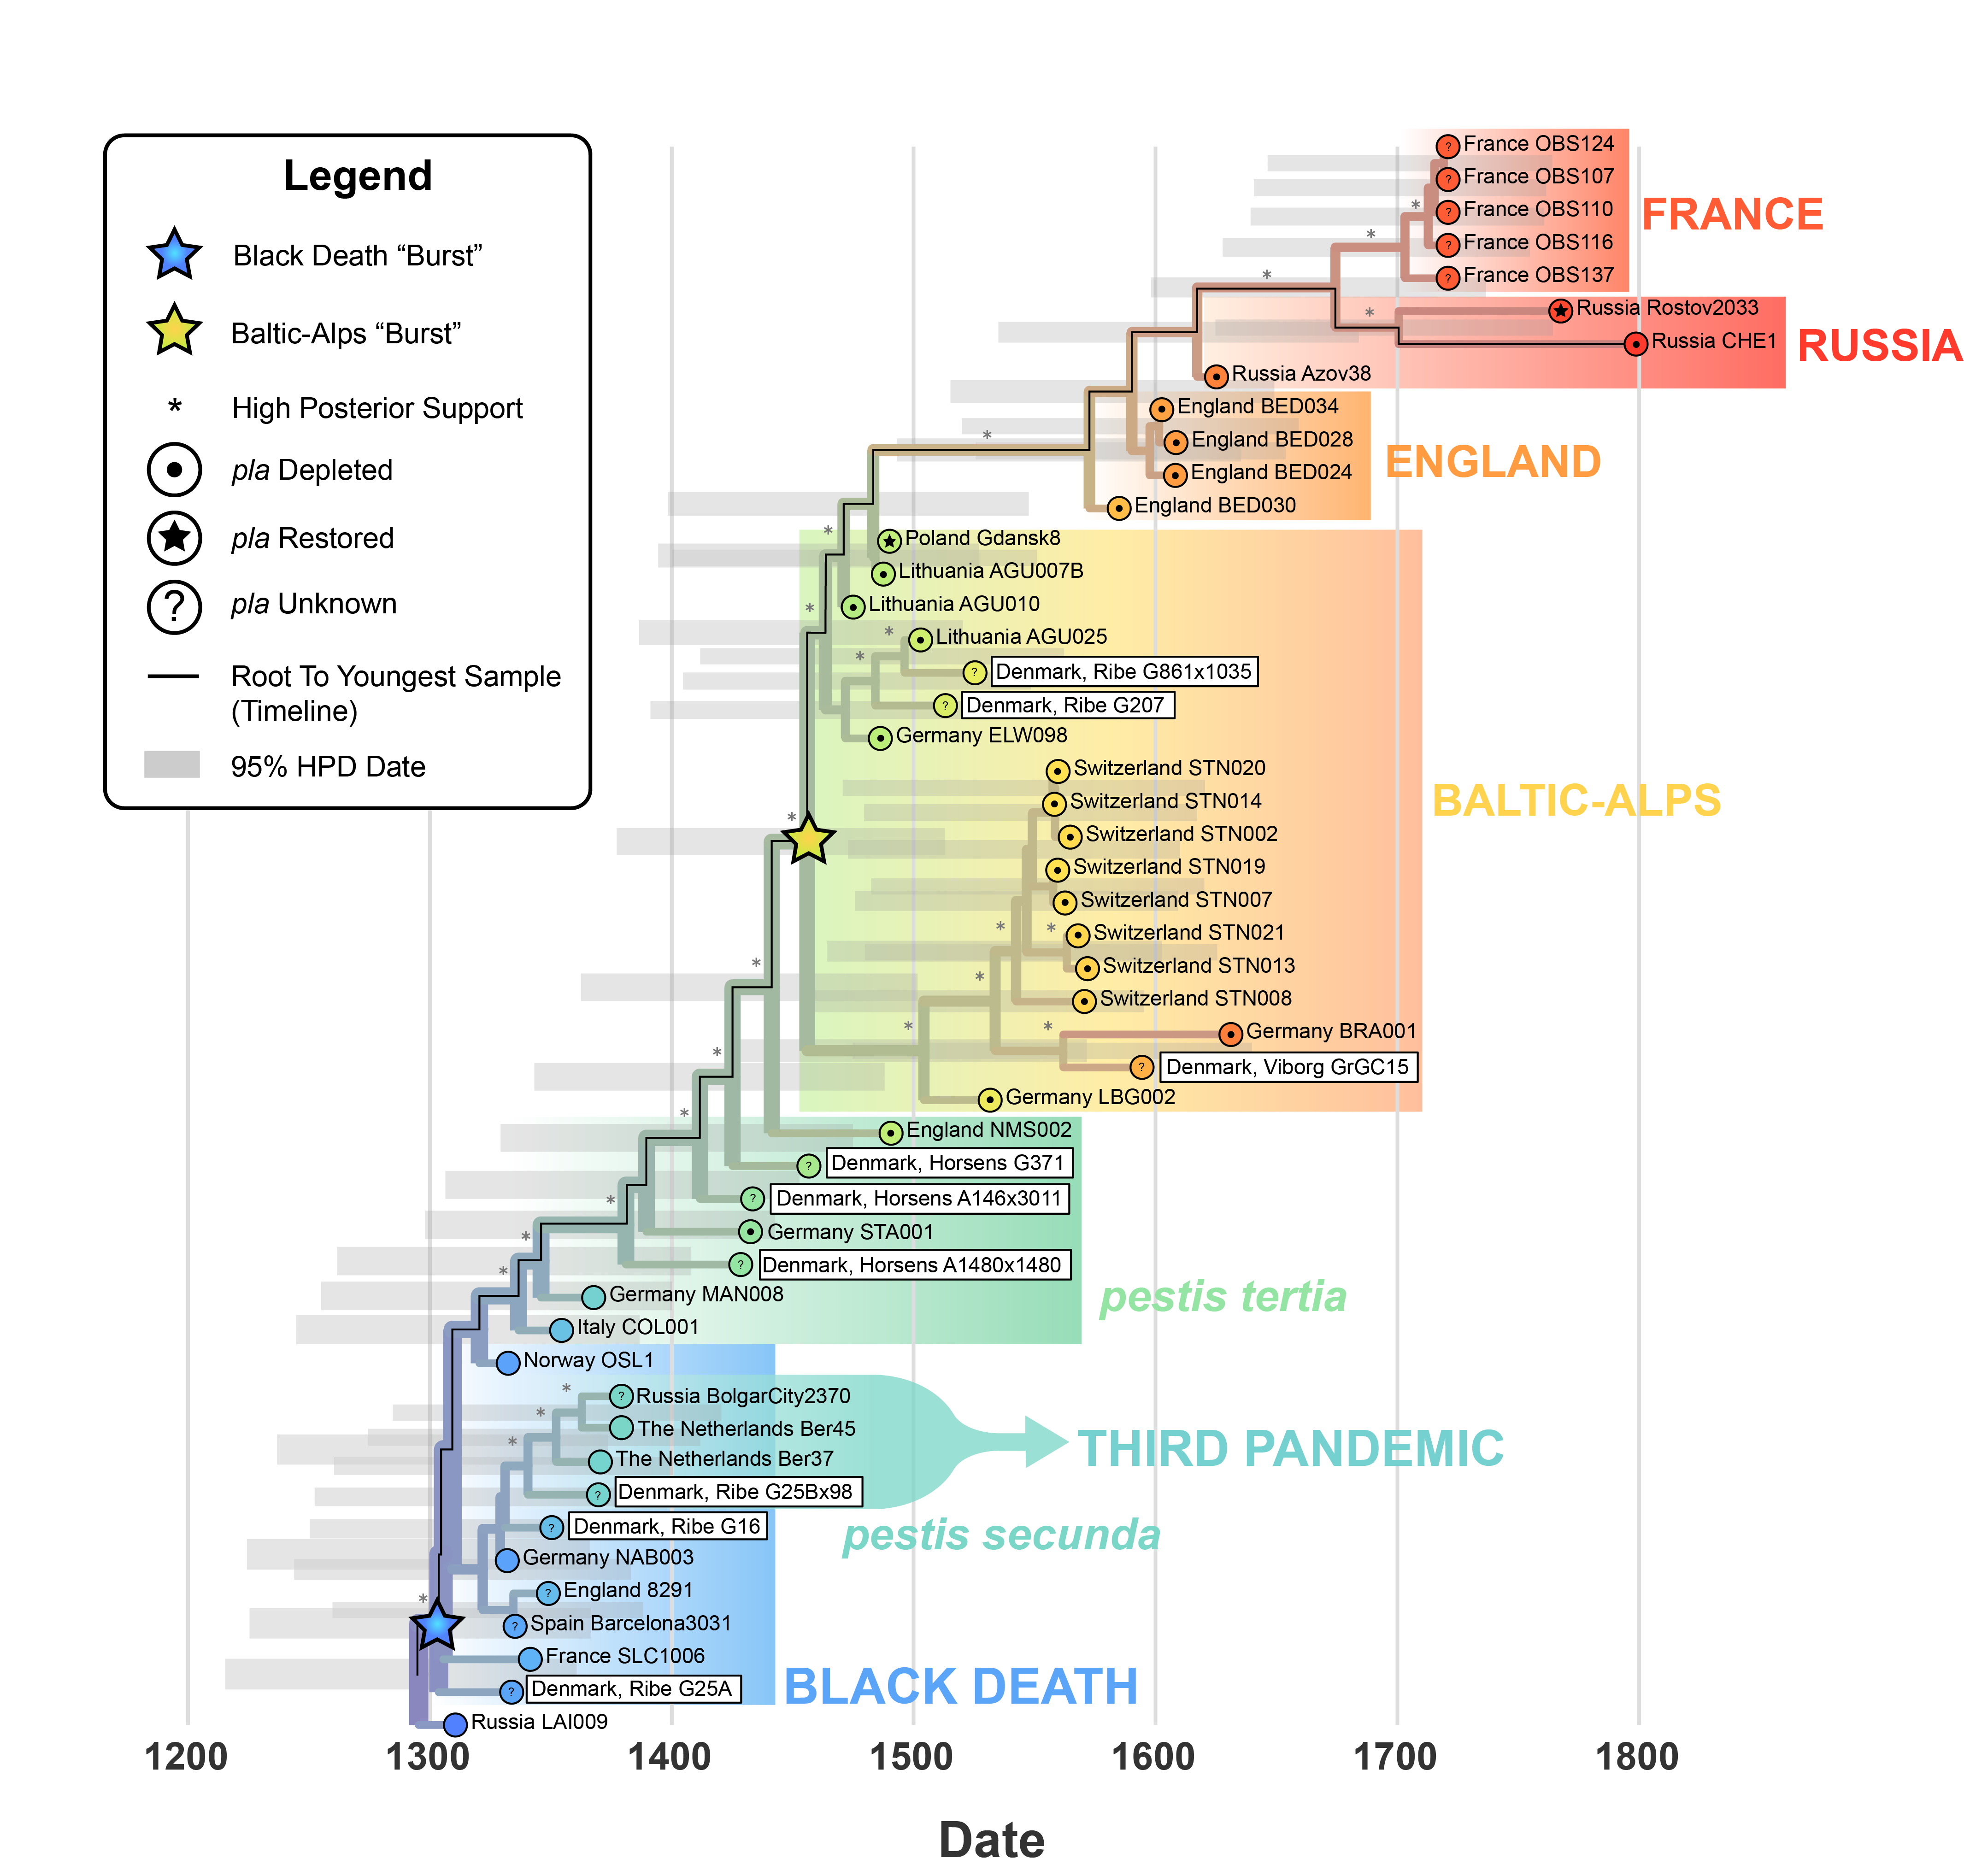 Legend
Black Death “Burst”
Baltic-Alps “Burst”
* High Posterior Support
pla Depleted
pla Restored
? pla Unknown
Root To Youngest Sample
(Timeline)
95% HPD Date
? France OBS124
? France OBS107
? France OBS110
? France OBS116
? France OBS137
FRANCE
Russia Rostov2033
Russia CHE1
Russia Azov38
RUSSIA
England BED034
England BED028
England BED024
England BED030
ENGLAND
Poland Gdansk8
Lithuania AGU007B
Lithuania AGU010
Lithuania AGU025
? Denmark, Ribe G861x1035
? Denmark, Ribe G207
Germany ELW098
Switzerland STN020
Switzerland STN014
Switzerland STN002
Switzerland STN019
Switzerland STN007
Switzerland STN021
Switzerland STN013
Switzerland STN008
Germany BRA001
? Denmark, Viborg GrGC15
Germany LBG002
BALTIC-ALPS
England NMS002
? Denmark, Horsens G371
? Denmark, Horsens A146x3011
Germany STA001
? Denmark, Horsens A1480x1480
Germany MAN008
Italy COL001
pestis tertia
Norway OSL1
? Russia BolgarCity2370
The Netherlands Ber45
The Netherlands Ber37
? Denmark, Ribe G25Bx98
THIRD PANDEMIC
pestis secunda
? Denmark, Ribe G16
Germany NAB003
? England 8291
? Spain Barcelona3031
France SLC1006
? Denmark, Ribe G25A
BLACK DEATH
Russia LAI009
1200 1300 1400 1500 1600 1700 1800
Date